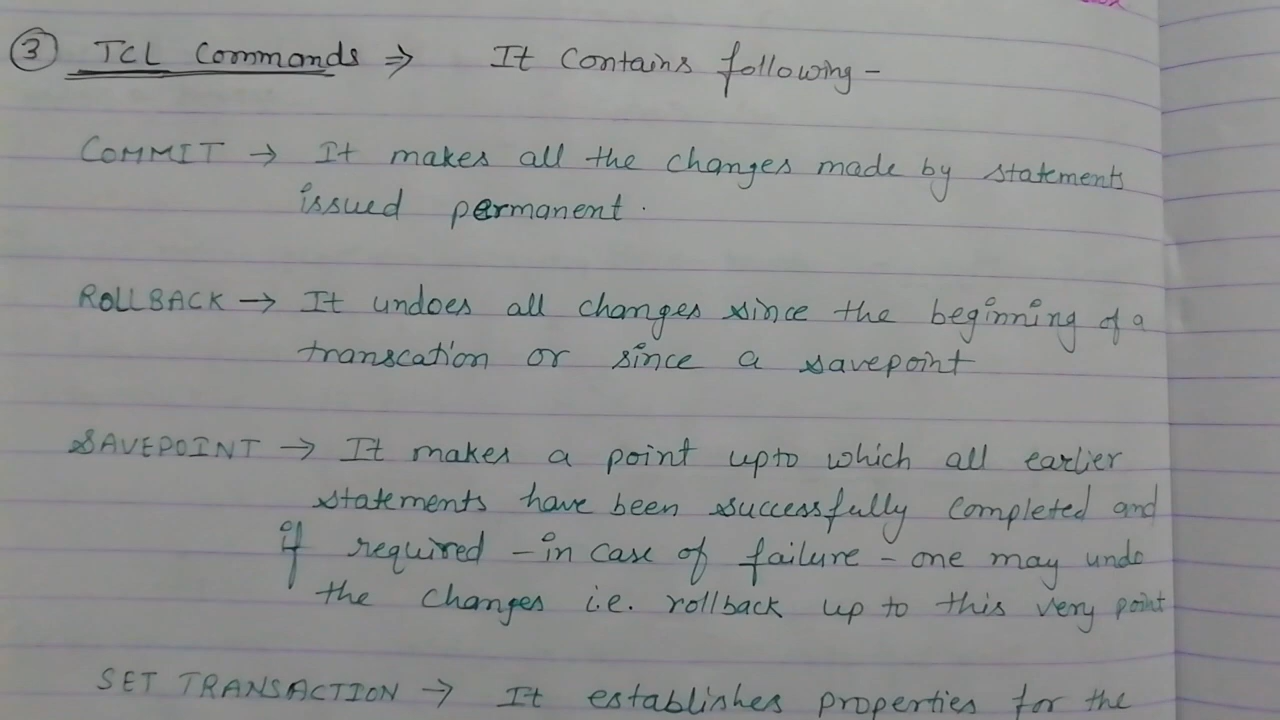 ③ TCL Commands ⇒ It Contains following -
COMMIT → It makes all the changes made by statements
issued permanent.
ROLLBACK → It undoes all changes since the beginning of a
transcation or since a savepoint
SAVEPOINT → It makes a point upto which all earlier
statements have been successfully completed and
if required - in case of failure - one may undo
the changes i.e. rollback up to this very point
SET TRANSACTION → It establishes properties for the